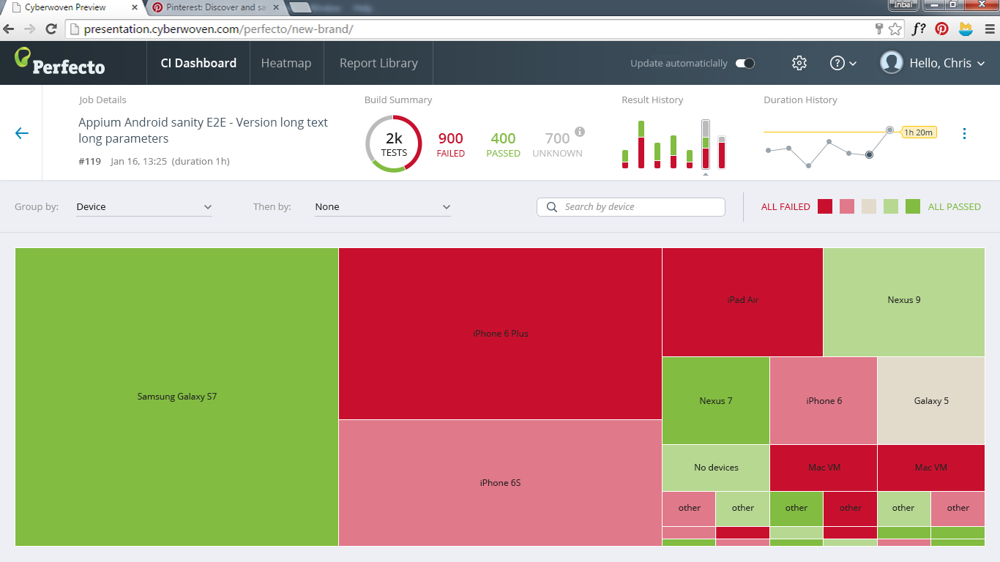 Cyberwoven Preview
Pinterest: Discover and sa
Inbal
presentation.cyberwoven.com/perfecto/new-brand/
f?
Perfecto
CI Dashboard
Heatmap
Report Library
Update automaticlally
?
Hello, Chris
Job Details
Appium Android sanity E2E - Version long text
long parameters
#119 Jan 16, 13:25 (duration 1h)
Build Summary
2k
TESTS
900
FAILED
400
PASSED
700
UNKNOWN
Result History
Duration History
1h 20m
Group by:
Device
Then by:
None
Search by device
ALL FAILED
ALL PASSED
Samsung Galaxy S7
iPhone 6 Plus
iPhone 6S
iPad Air
Nexus 9
Nexus 7
iPhone 6
Galaxy 5
No devices
Mac VM
Mac VM
other
other
other
other
other
other